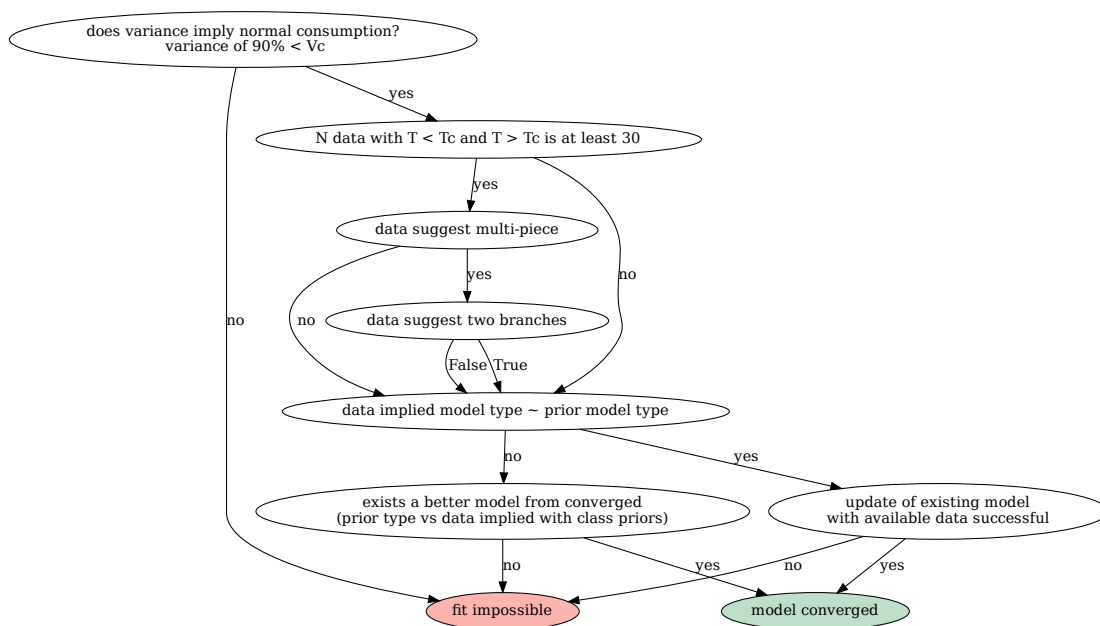 does variance imply normal consumption?
variance of 90% < Vc
yes
N data with T < Tc and T > Tc is at least 30
yes
data suggest multi-piece
yes
no
no
no
data suggest two branches
False
True
data implied model type ~ prior model type
no
yes
exists a better model from converged
(prior type vs data implied with class priors)
update of existing model
with available data successful
no
yes
no
yes
fit impossible
model converged